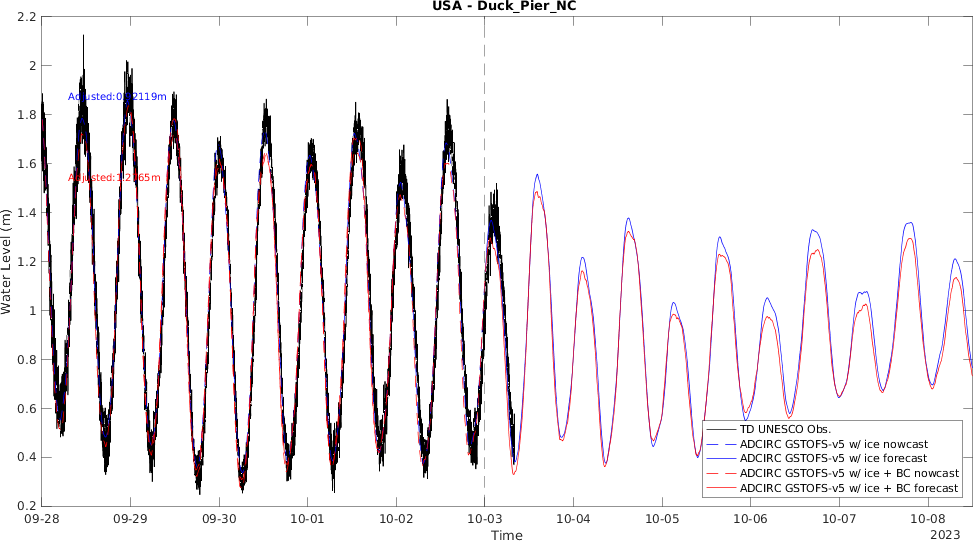 USA - Duck_Pier_NC
2.2
2
1.8
1.6
1.4
1.2
1
0.8
0.6
0.4
0.2
Water Level (m)
09-28
09-29
09-30
10-01
10-02
10-03
10-04
10-05
10-06
10-07
10-08
2023
Time
TD UNESCO Obs.
ADCIRC GSTOFS-v5 w/ ice nowcast
ADCIRC GSTOFS-v5 w/ ice forecast
ADCIRC GSTOFS-v5 w/ ice + BC nowcast
ADCIRC GSTOFS-v5 w/ ice + BC forecast